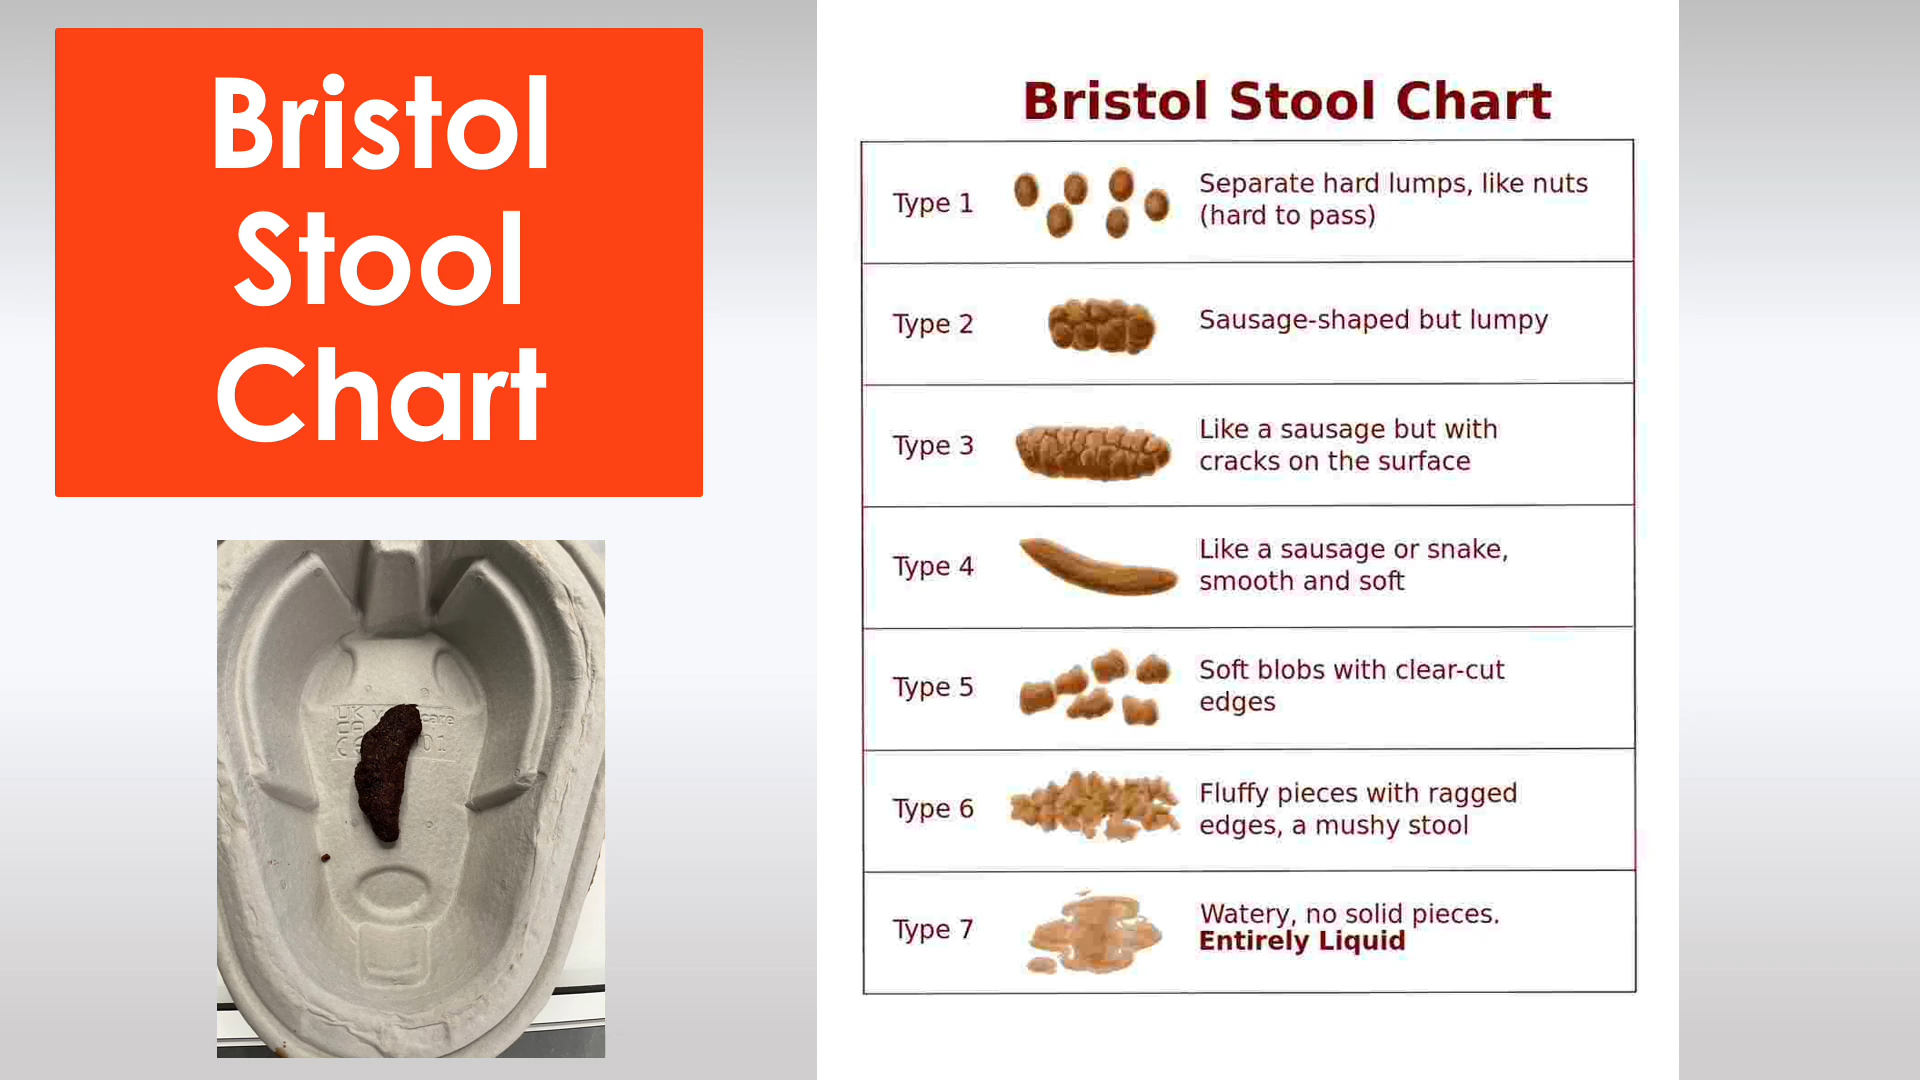 Bristol
Stool
Chart
Bristol Stool Chart
Type 1
Separate hard lumps, like nuts
(hard to pass)
Type 2
Sausage-shaped but lumpy
Type 3
Like a sausage but with
cracks on the surface
Type 4
Like a sausage or snake,
smooth and soft
Type 5
Soft blobs with clear-cut
edges
Type 6
Fluffy pieces with ragged
edges, a mushy stool
Type 7
Watery, no solid pieces.
Entirely Liquid